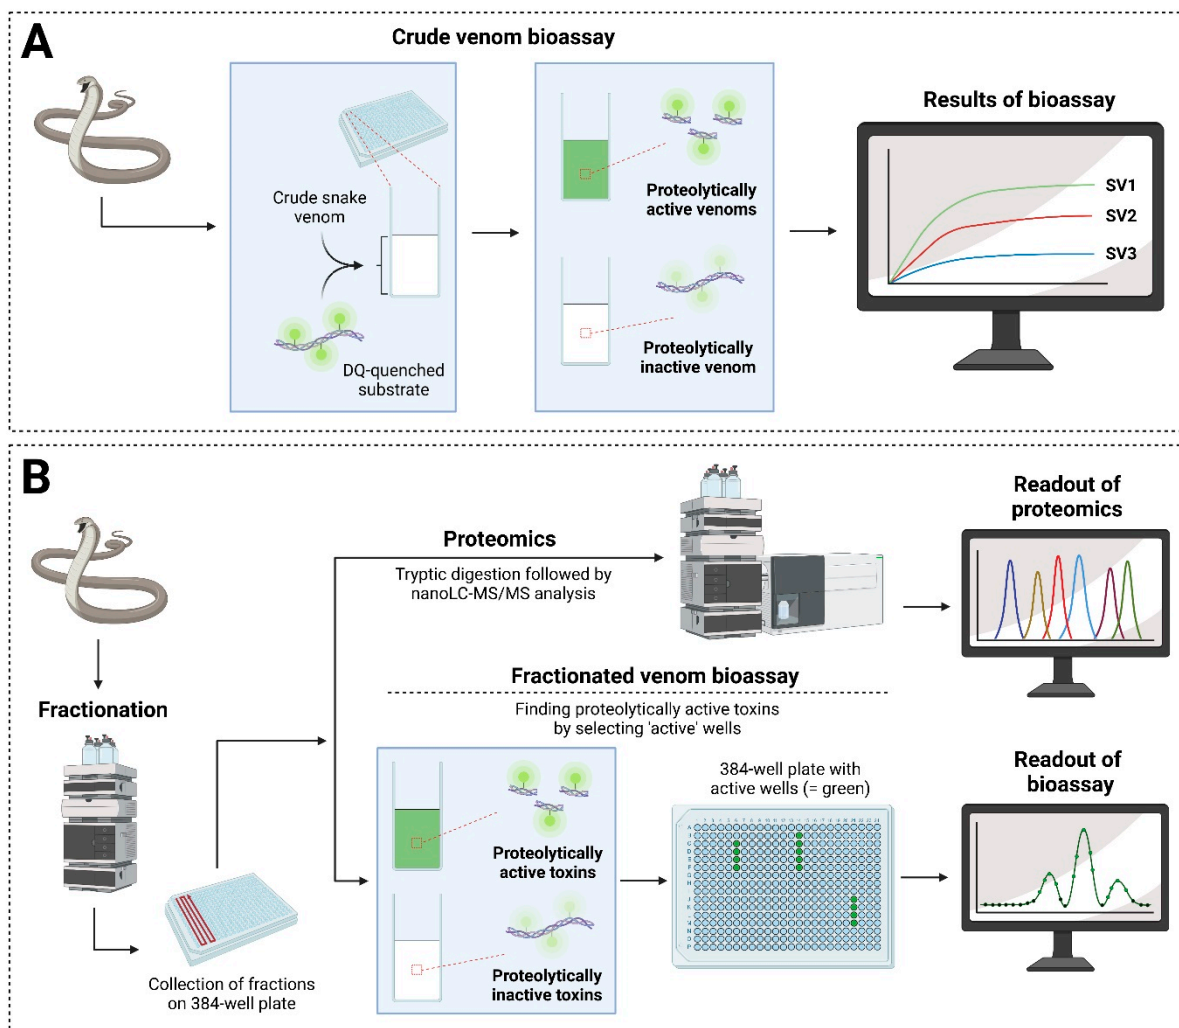 A
Crude venom bioassay
Crude snake
venom
DQ-quenched
substrate
Proteolytically
active venoms
Proteolytically
inactive venom
Results of bioassay
SV1
SV2
SV3
B
Fractionation
Collection of fractions
on 384-well plate
Proteomics
Tryptic digestion followed by
nanoLC-MS/MS analysis
Readout of
proteomics
Fractionated venom bioassay
Finding proteolytically active toxins
by selecting 'active' wells
Proteolytically
active toxins
Proteolytically
inactive toxins
384-well plate with
active wells (= green)
Readout of
bioassay